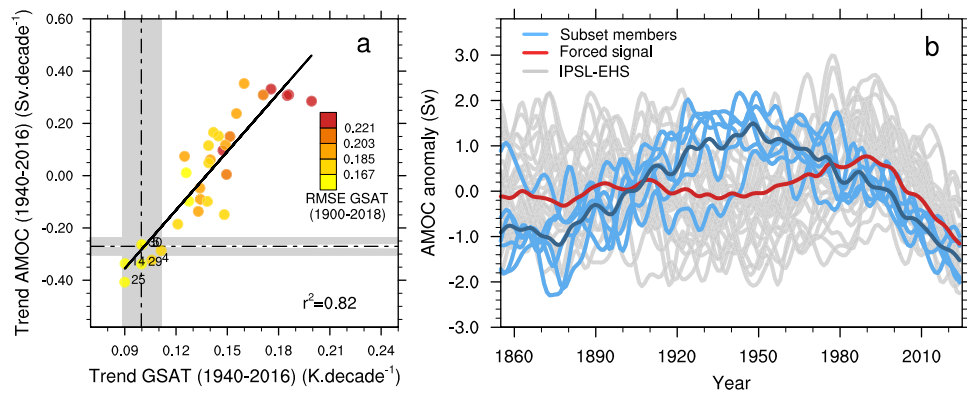 a
0.60
0.40
0.20
0.00
-0.20
-0.40
Trend AMOC (1940-2016) (Sv.decade⁻¹)
0.221
0.203
0.185
0.167
RMSE GSAT
(1900-2018)
14
29
4
25
r²=0.82
0.09 0.12 0.15 0.18 0.21 0.24
Trend GSAT (1940-2016) (K.decade⁻¹)
b
Subset members
Forced signal
IPSL-EHS
3.0
2.0
1.0
0.0
-1.0
-2.0
-3.0
AMOC anomaly (Sv)
1860 1890 1920 1950 1980 2010
Year